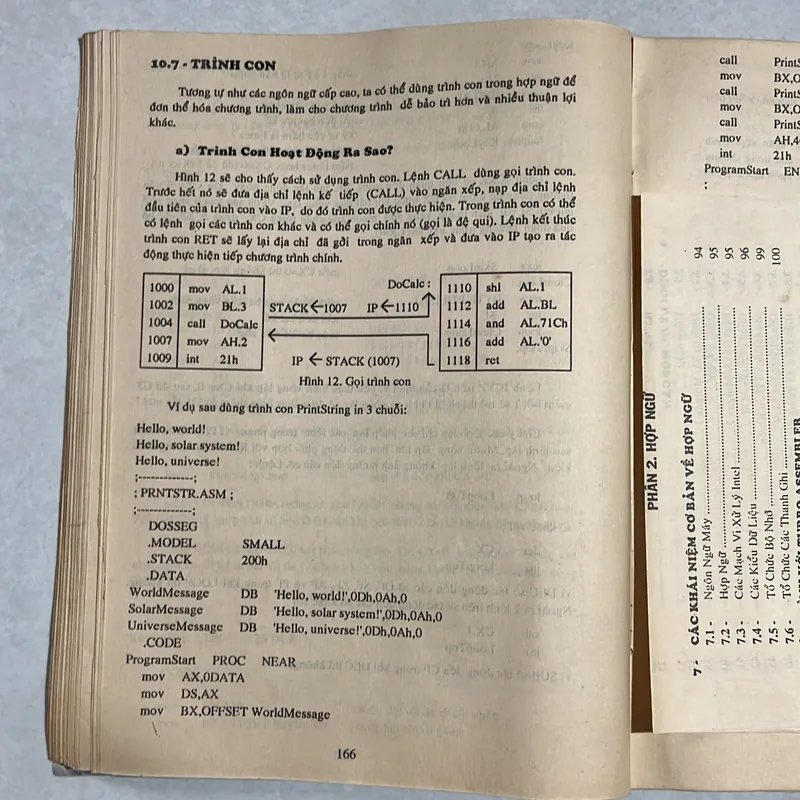 10.7 - TRÌNH CON
Tương tự như các ngôn ngữ cấp cao, ta có thể dùng trình con trong hợp ngữ để
đơn thể hóa chương trình, làm cho chương trình dễ bảo trì hơn và nhiều thuận lợi
khác.
a) Trình Con Hoạt Động Ra Sao?
Hình 12 sẽ cho thấy cách sử dụng trình con. Lệnh CALL dùng gọi trình con.
Trước hết nó sẽ đưa địa chỉ lệnh kế tiếp (CALL) vào ngăn xếp, nạp địa chỉ lệnh
đầu tiên của trình con vào IP, do đó trình con được thực hiện. Trong trình con có thể
có lệnh gọi các trình con khác và có thể gọi chính nó (gọi là đệ qui). Lệnh kết thúc
trình con RET sẽ lấy lại địa chỉ đã gởi trong ngăn xếp và đưa vào IP tạo ra tác
động thực hiện tiếp chương trình chính.
1000 mov AL.1
1002 mov BL.3
1004 call DoCalc
1007 mov AH.2
1009 int 21h
DoCalc :
STACK←1007 IP←1110
IP ← STACK (1007)
1110 shl AL.1
1112 add AL.BL
1114 and AL.71Ch
1116 add AL.'0'
1118 ret
Hình 12. Gọi trình con
Ví dụ sau dùng trình con PrintString in 3 chuỗi:
Hello, world!
Hello, solar system!
Hello, universe!
;-------------;
; PRNTSTR.ASM ;
;-------------;
DOSSEG
.MODEL SMALL
.STACK 200h
.DATA
WorldMessage DB 'Hello, world!',0Dh,0Ah,0
SolarMessage DB 'Hello, solar system!',0Dh,0Ah,0
UniverseMessage DB 'Hello, universe!',0Dh,0Ah,0
.CODE
ProgramStart PROC NEAR
mov AX,0DATA
mov DS,AX
mov BX,OFFSET WorldMessage
166
call PrintS
mov BX,O
call PrintS
mov BX,O
call PrintS
mov AH,4
int 21h
ProgramStart EN
;
PHẦN 2. HỢP NGỮ
7 - CÁC KHÁI NIỆM CƠ BẢN VỀ HỢP NGỮ
7.1 - Ngôn Ngữ Máy 94
7.2 - Hợp Ngữ 95
7.3 - Các Mạch Vi Xử Lý Intel 95
7.4 - Các Kiểu Dữ Liệu 96
7.5 - Tổ Chức Bộ Nhớ 99
7.6 - Tổ Chức Các Thanh Ghi 100